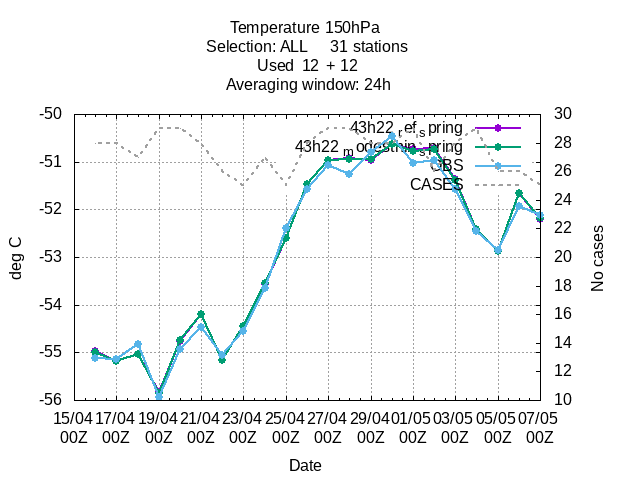 Temperature 150hPa
Selection: ALL     31 stations
Used  12  + 12
Averaging window: 24h
-50
-51
-52
-53
-54
-55
-56
deg C
30
28
26
24
22
20
18
16
14
12
10
No cases
43h22_ref_spring
43h22_modestrin_spring
OBS
CASES
15/04 17/04 19/04 21/04 23/04 25/04 27/04 29/04 01/05 03/05 05/05 07/05
00Z 00Z 00Z 00Z 00Z 00Z 00Z 00Z 00Z 00Z 00Z 00Z
Date